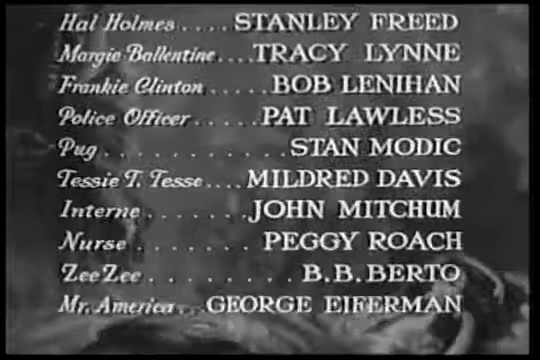 Hal Holmes.....STANLEY FREED
Margie Ballentine....TRACY LYNNE
Frankie Clinton.....BOB LENIHAN
Police Officer.....PAT LAWLESS
Pug...........STAN MODIC
Tessie T. Tesse....MILDRED DAVIS
Interne.......JOHN MITCHUM
Nurse........PEGGY ROACH
ZeeZee.........B.B. BERTO
Mr. America...GEORGE EIFERMAN